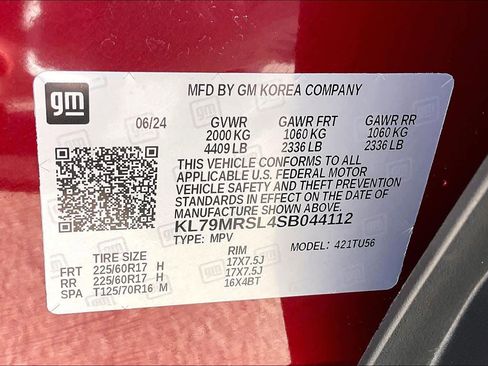 MFD BY GM KOREA COMPANY
gm
06/24 GVWR GAWR FRT GAWR RR
2000 KG 1060 KG 1060 KG
4409 LB 2336 LB 2336 LB
THIS VEHICLE CONFORMS TO ALL
APPLICABLE U.S. FEDERAL MOTOR
VEHICLE SAFETY AND THEFT PREVENTION
STANDARDS IN EFFECT ON THE DATE OF
MANUFACTURE SHOWN ABOVE.
KL79MRSL4SB044112
TYPE: MPV MODEL: 421TU56
TIRE SIZE RIM
FRT 225/60R17 H 17X7.5J
RR 225/60R17 H 17X7.5J
SPA T125/70R16 M 16X4BT